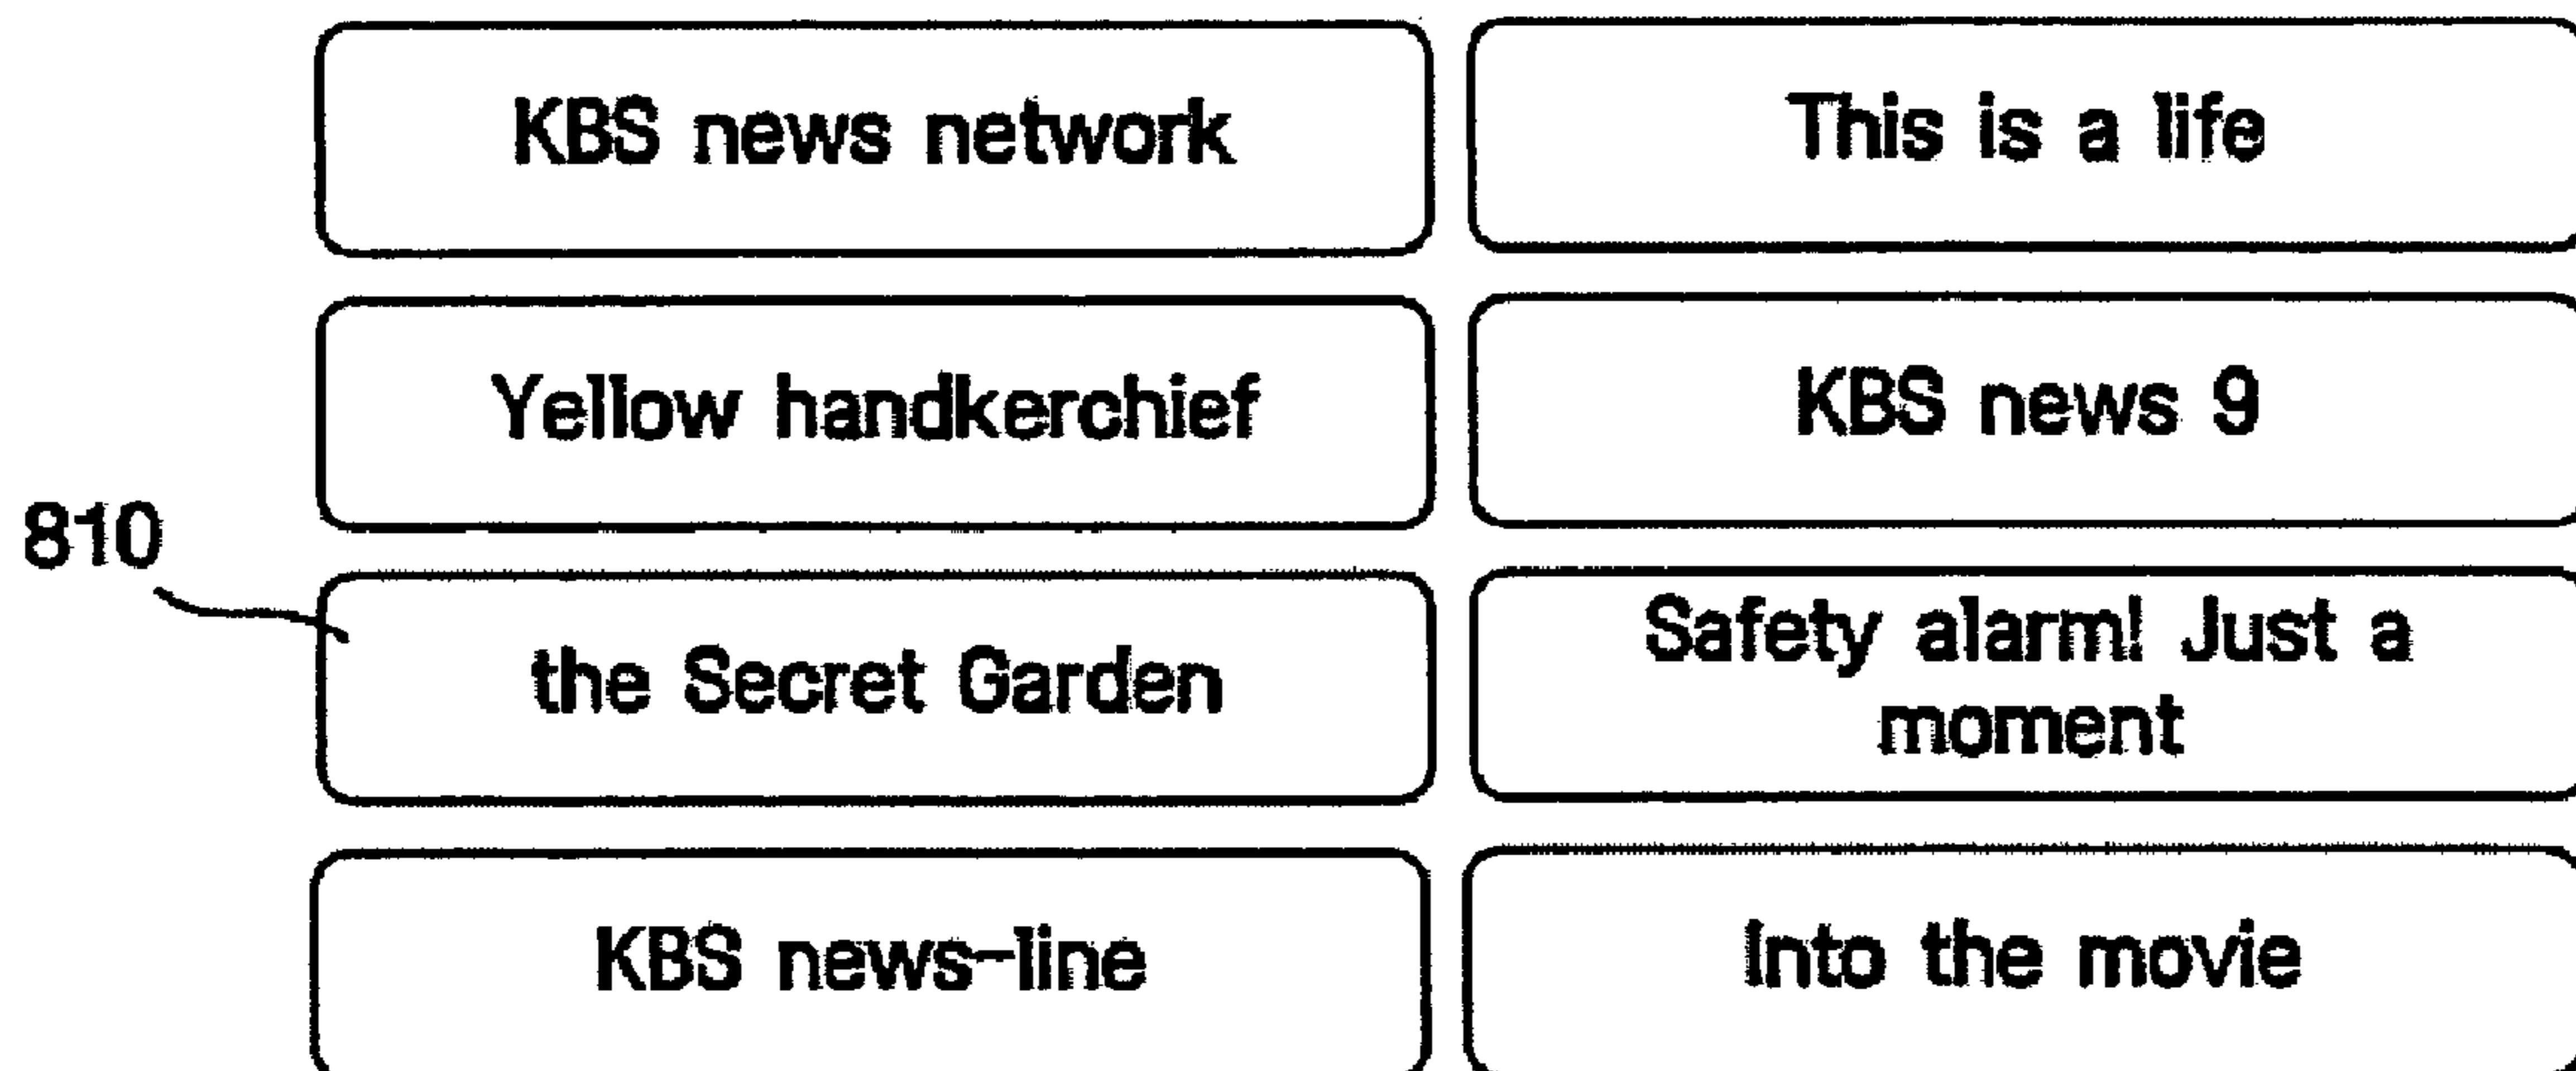 KBS news network
This is a life
Yellow handkerchief
KBS news 9
810
the Secret Garden
Safety alarm! Just a
moment
KBS news-line
Into the movie